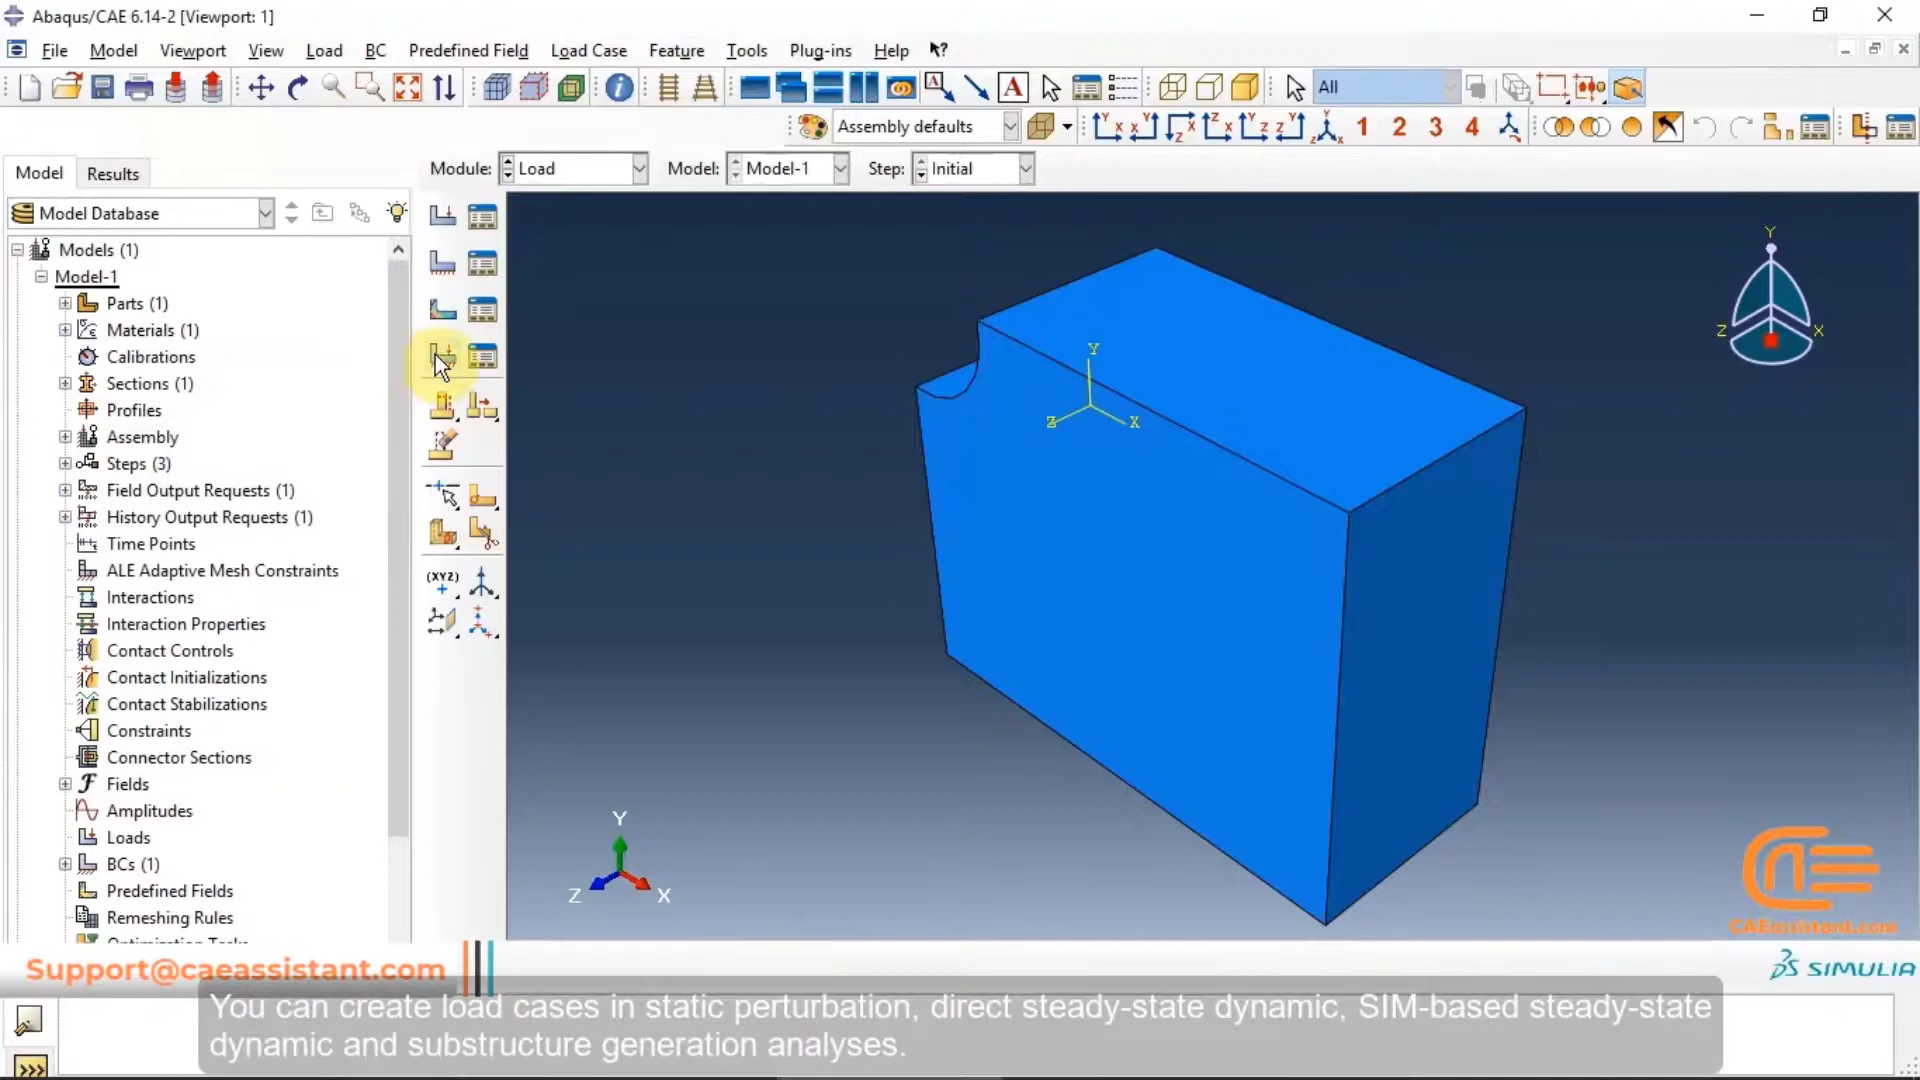 Abaqus/CAE 6.14-2 [Viewport: 1]
File Model Viewport View Load BC Predefined Field Load Case Feature Tools Plug-ins Help
All
Assembly defaults
1 2 3 4
Model Results
Module: Load Model: Model-1 Step: Initial
Model Database
Models (1)
Model-1
Parts (1)
Materials (1)
Calibrations
Sections (1)
Profiles
Assembly
Steps (3)
Field Output Requests (1)
History Output Requests (1)
Time Points
ALE Adaptive Mesh Constraints
Interactions
Interaction Properties
Contact Controls
Contact Initializations
Contact Stabilizations
Constraints
Connector Sections
Fields
Amplitudes
Loads
BCs (1)
Predefined Fields
Remeshing Rules
(XYZ)
Y
Z X
Y
Z X
Y
Z X
CAEassistant.com
SIMULIA
Support@caeassistant.com
You can create load cases in static perturbation, direct steady-state dynamic, SIM-based steady-state
dynamic and substructure generation analyses.
>>>